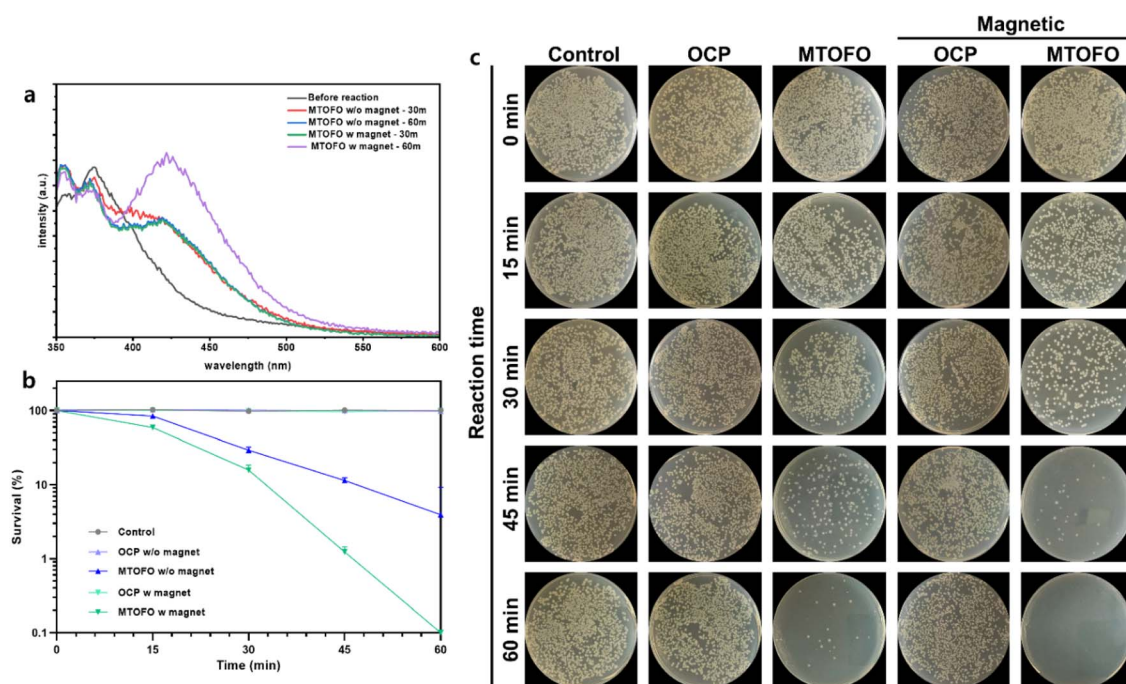 a
Before reaction
MTOFO w/o magnet - 30m
MTOFO w/o magnet - 60m
MTOFO w magnet - 30m
MTOFO w magnet - 60m
intensity (a.u.)
350 400 450 500 550 600
wavelength (nm)
b
100
10
1
0.1
Survival (%)
Control
OCP w/o magnet
MTOFO w/o magnet
OCP w magnet
MTOFO w magnet
0 15 30 45 60
Time (min)
c
Magnetic
Control OCP MTOFO OCP MTOFO
Reaction time
0 min
15 min
30 min
45 min
60 min